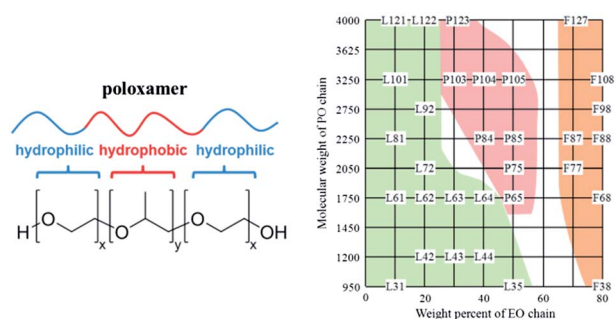 poloxamer
hydrophilic hydrophobic hydrophilic
H O x O y O x OH
Molecular weight of PO chain
4000 L121 L122 P123 F127
3625
3250 L101 P103 P104 P105 F108
2750 L92 F98
2250 L81 P84 P85 F87 F88
2050 L72 P75 F77
1750 L61 L62 L63 L64 P65 F68
1450
1200 L42 L43 L44
950 L31 L35 F38
0 20 40 60 80
Weight percent of EO chain